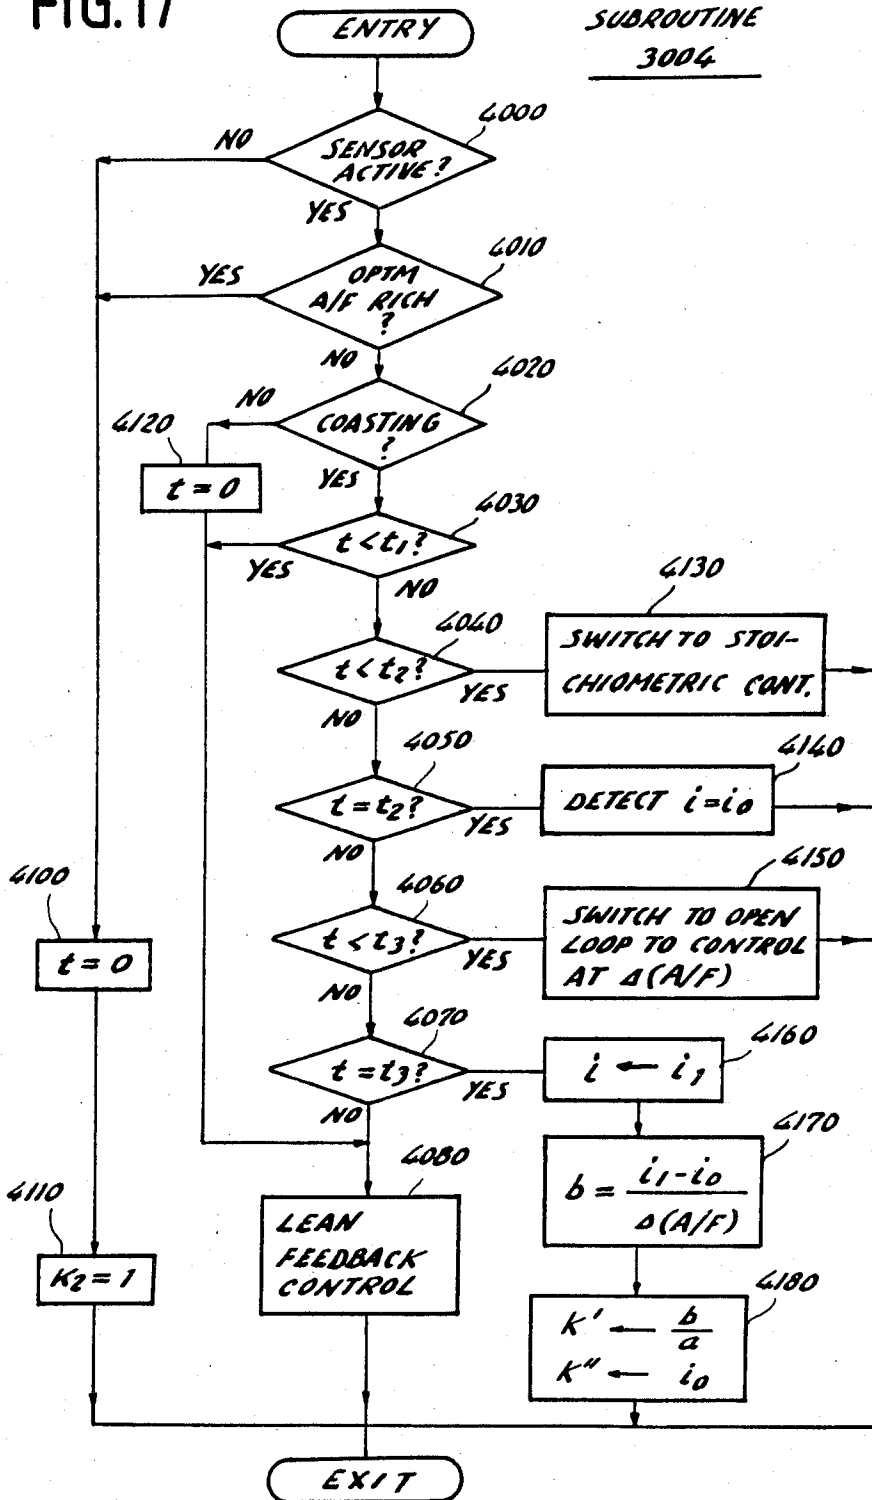 FIG. 17
SUBROUTINE
3004
ENTRY
4000
SENSOR
ACTIVE?
NO
YES
4010
OPTM
A/F RICH
?
YES
NO
4020
COASTING
?
NO
YES
4120
t = 0
4030
t < t1?
YES
NO
4040
t < t2?
YES
NO
4130
SWITCH TO STOI-
CHIOMETRIC CONT.
4050
t = t2?
YES
NO
4140
DETECT i = i0
4060
t < t3?
YES
NO
4150
SWITCH TO OPEN
LOOP TO CONTROL
AT Δ(A/F)
4100
t = 0
4070
t = t3?
YES
NO
4160
i ← i1
4170
b = i1 - i0
Δ(A/F)
4080
LEAN
FEEDBACK
CONTROL
4110
K2 = 1
4180
K' ← b/a
K" ← i0
EXIT